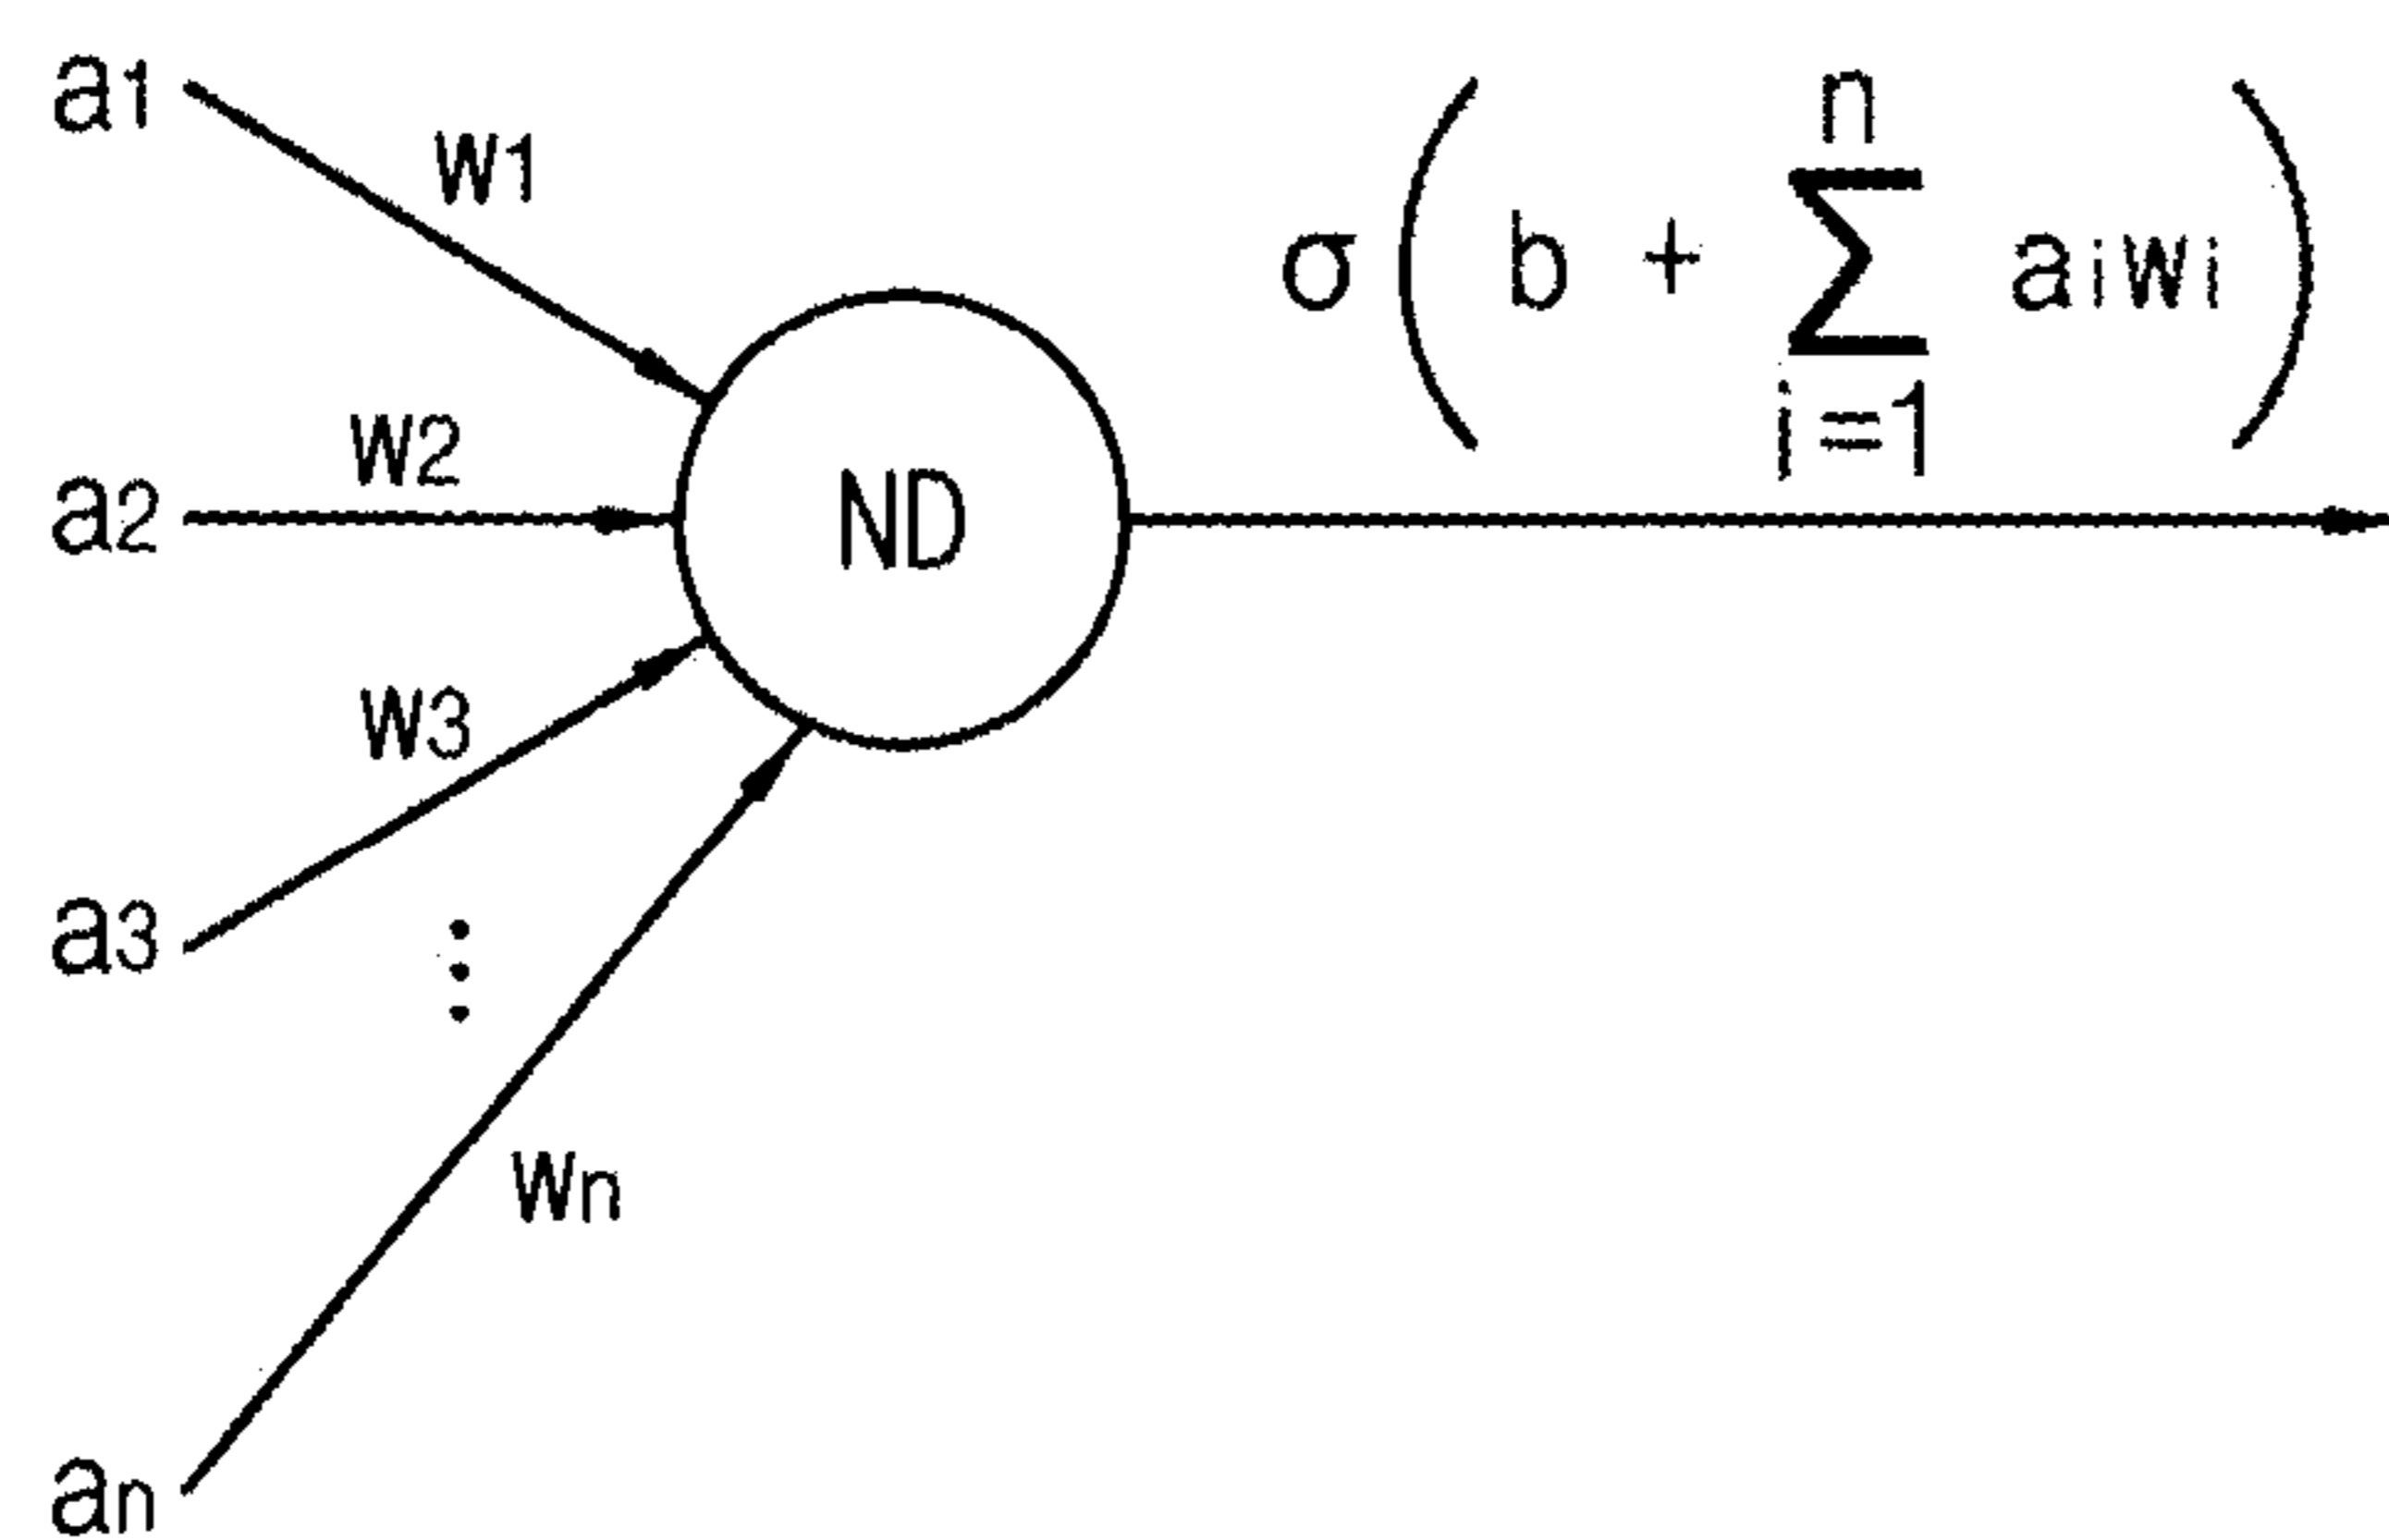 a1
W1
n
σ( b + ∑ aiwi )
i=1
W2
a2
ND
W3
a3
⋮
Wn
an